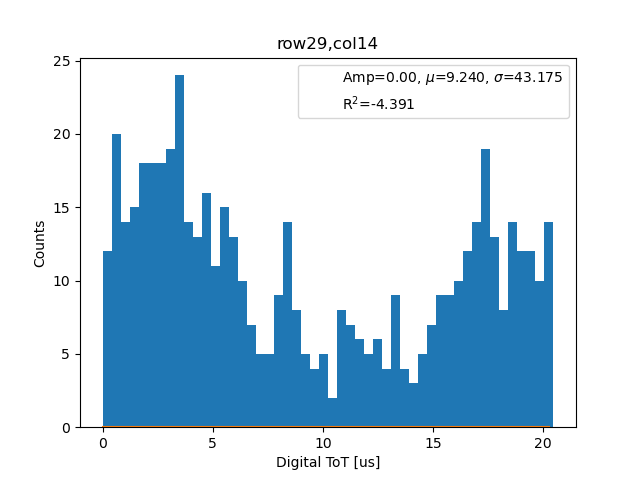 row29,col14
Amp=0.00, μ=9.240, σ=43.175
R²=-4.391
Counts
25
20
15
10
5
0
0 5 10 15 20
Digital ToT [us]